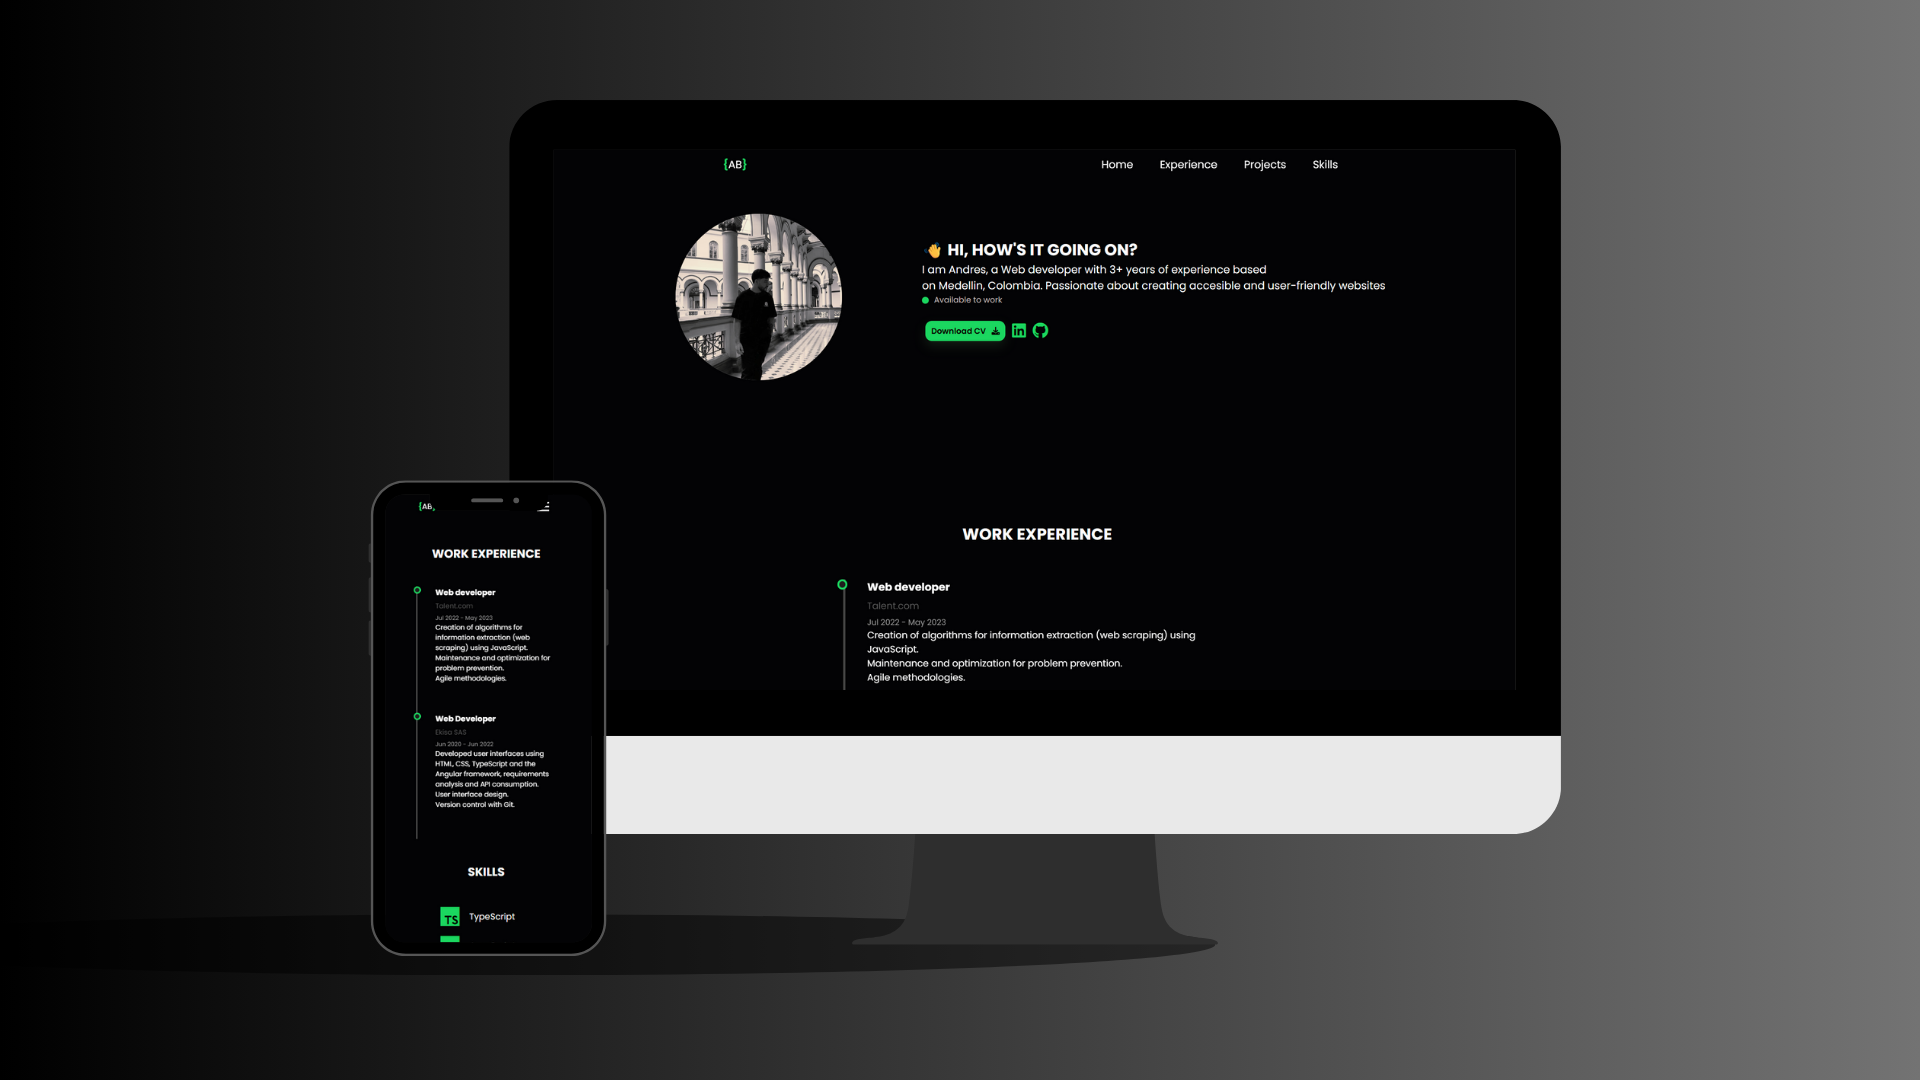 {AB}
Home Experience Projects Skills
👋 HI, HOW'S IT GOING ON?
I am Andres, a Web developer with 3+ years of experience based
on Medellin, Colombia. Passionate about creating accesible and user-friendly websites
Available to work
Download CV
WORK EXPERIENCE
Web developer
Talent.com
Jul 2022 - May 2023
Creation of algorithms for information extraction (web scraping) using
JavaScript.
Maintenance and optimization for problem prevention.
Agile methodologies.
{AB
WORK EXPERIENCE
Web developer
Talent.com
Jul 2022 - May 2023
Creation of algorithms for
information extraction (web
scraping) using JavaScript.
Maintenance and optimization for
problem prevention.
Agile methodologies.
Web Developer
Ekisa SAS
Jun 2020 - Jun 2022
Developed user interfaces using
HTML, CSS, TypeScript and the
Angular framework, requirements
analysis and API consumption.
User interface design.
Version control with Git.
SKILLS
TS TypeScript